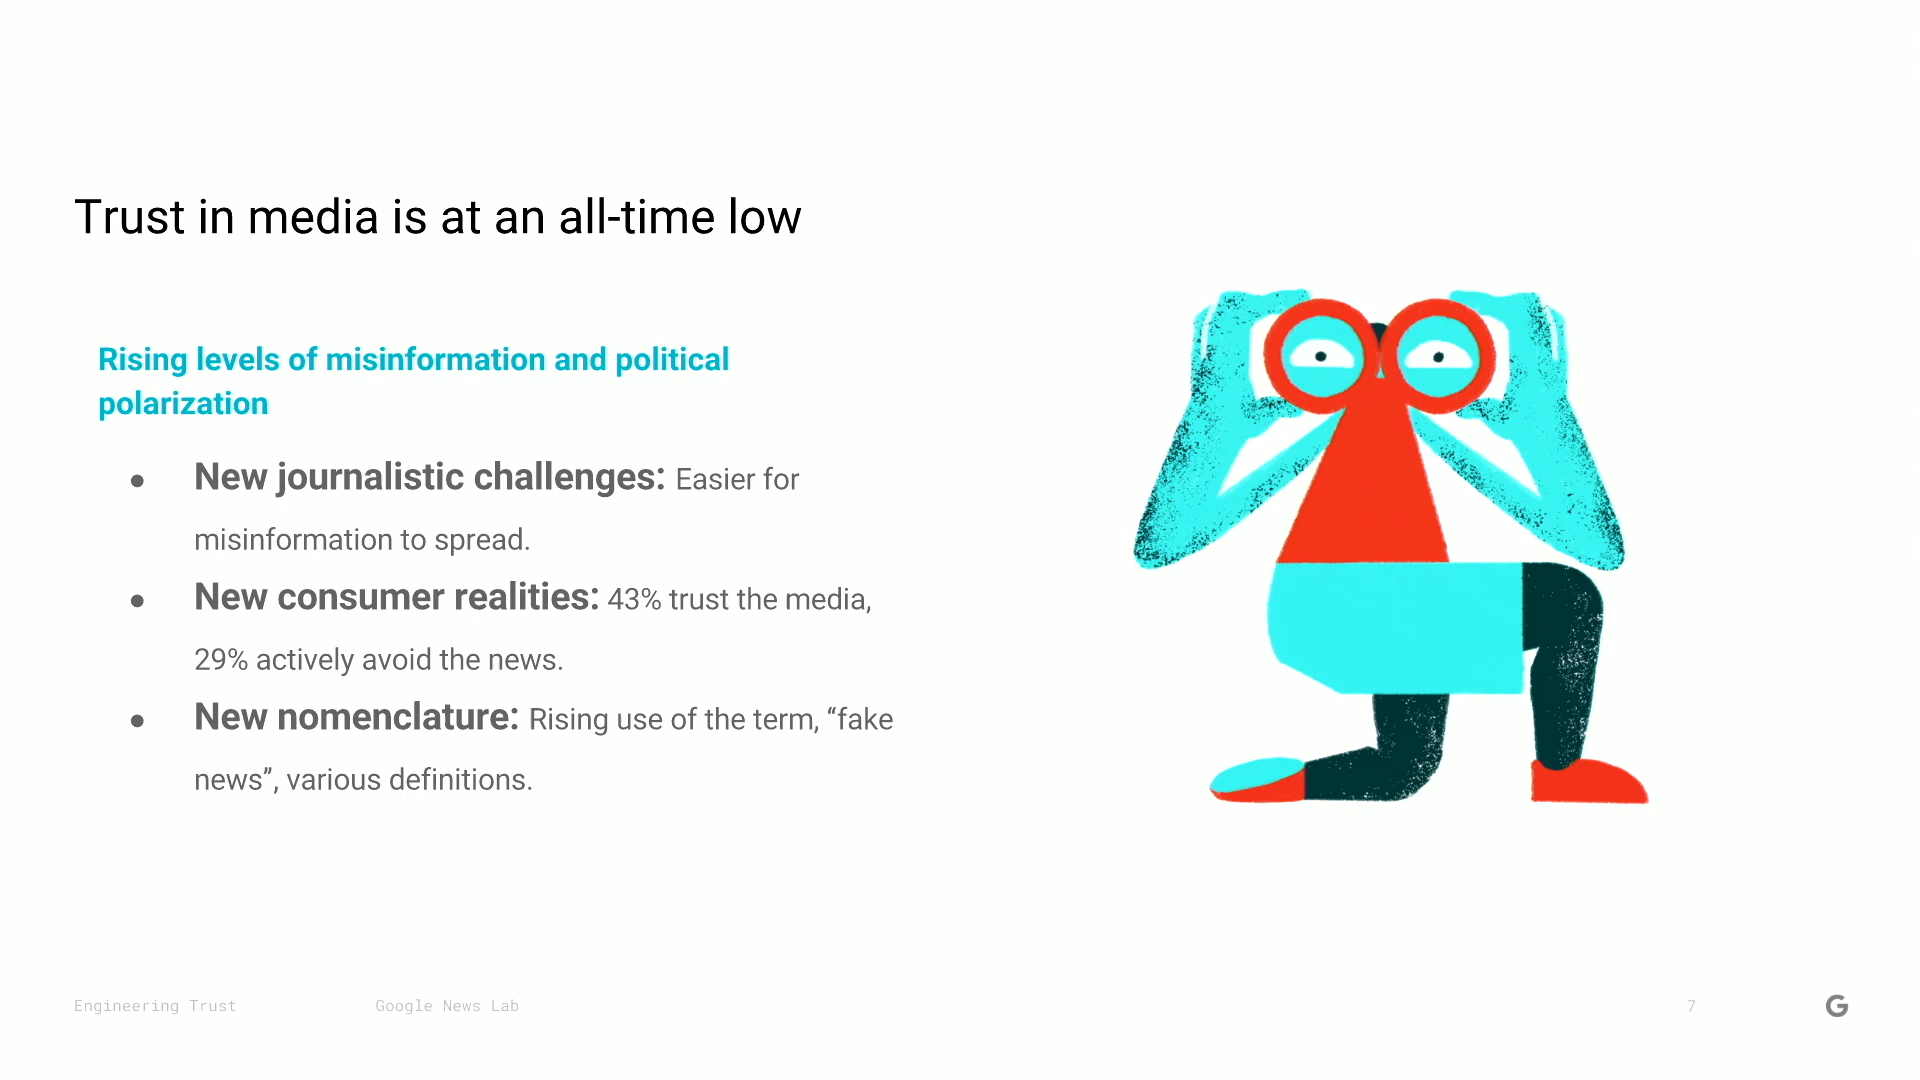 Trust in media is at an all-time low
Rising levels of misinformation and political
polarization
● New journalistic challenges: Easier for
misinformation to spread.
● New consumer realities: 43% trust the media,
29% actively avoid the news.
● New nomenclature: Rising use of the term, “fake
news”, various definitions.
Engineering Trust Google News Lab 7 G